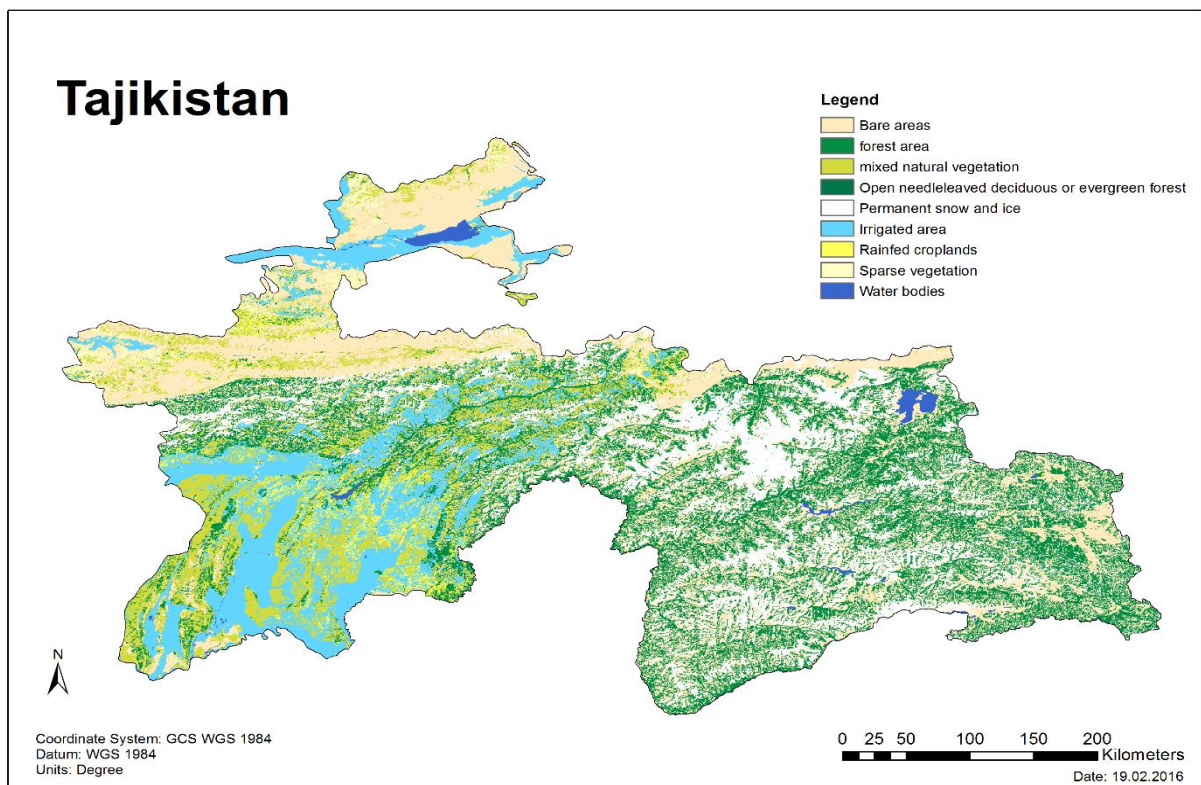 Tajikistan
Legend
Bare areas
forest area
mixed natural vegetation
Open needleleaved deciduous or evergreen forest
Permanent snow and ice
Irrigated area
Rainfed croplands
Sparse vegetation
Water bodies
N
Coordinate System: GCS WGS 1984
Datum: WGS 1984
Units: Degree
0 25 50 100 150 200
Kilometers
Date: 19.02.2016